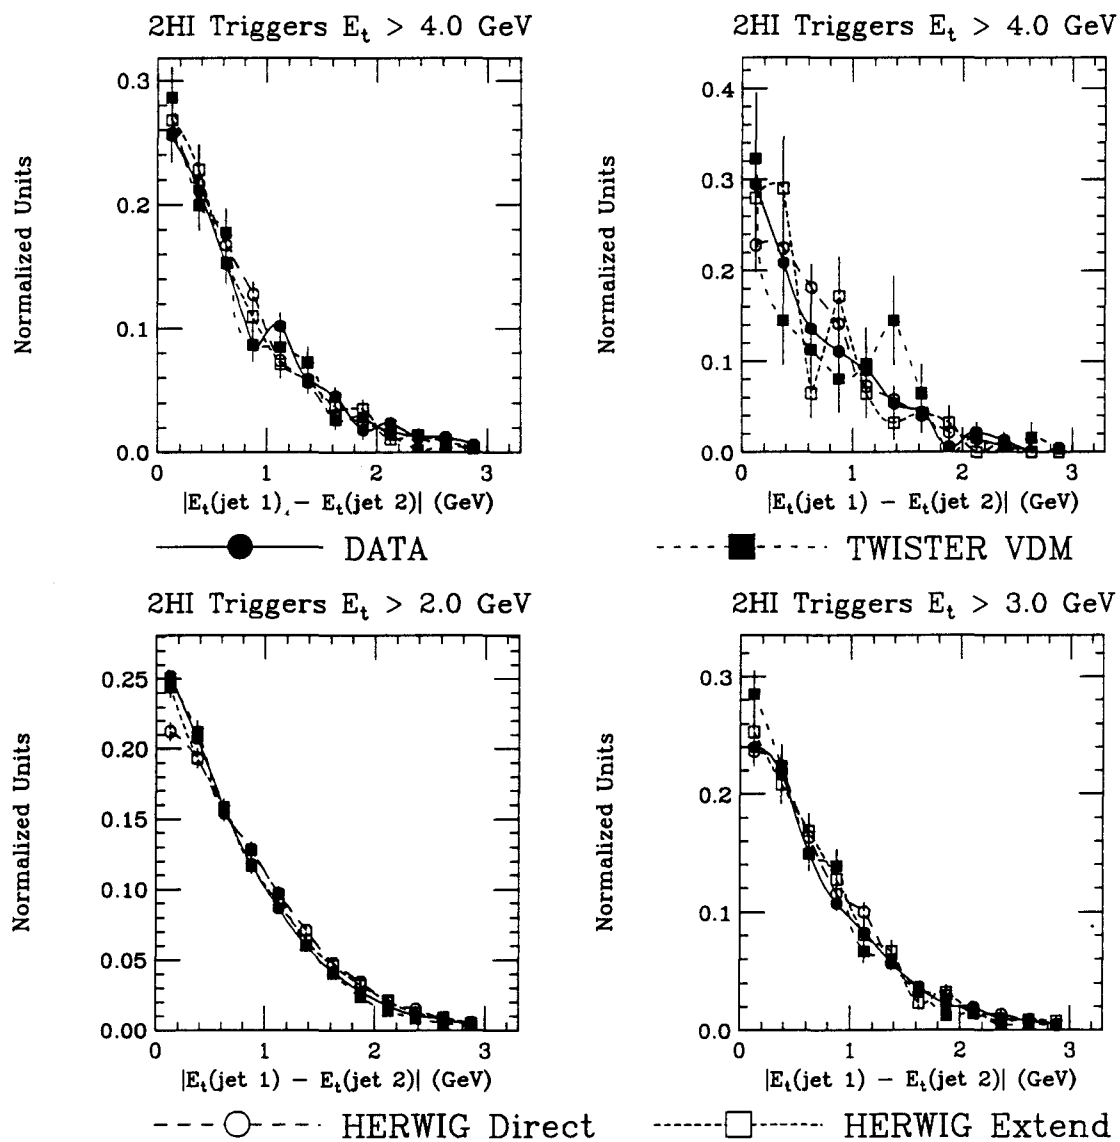 2HI Triggers E_t > 4.0 GeV
0.3
0.2
0.1
0.0
Normalized Units
0 1 2 3
|E_t(jet 1) - E_t(jet 2)| (GeV)
2HI Triggers E_t > 4.0 GeV
0.4
0.3
0.2
0.1
0.0
Normalized Units
0 1 2 3
|E_t(jet 1) - E_t(jet 2)| (GeV)
DATA
TWISTER VDM
2HI Triggers E_t > 2.0 GeV
0.25
0.20
0.15
0.10
0.05
0.00
Normalized Units
0 1 2 3
|E_t(jet 1) - E_t(jet 2)| (GeV)
2HI Triggers E_t > 3.0 GeV
0.3
0.2
0.1
0.0
Normalized Units
0 1 2 3
|E_t(jet 1) - E_t(jet 2)| (GeV)
HERWIG Direct
HERWIG Extend